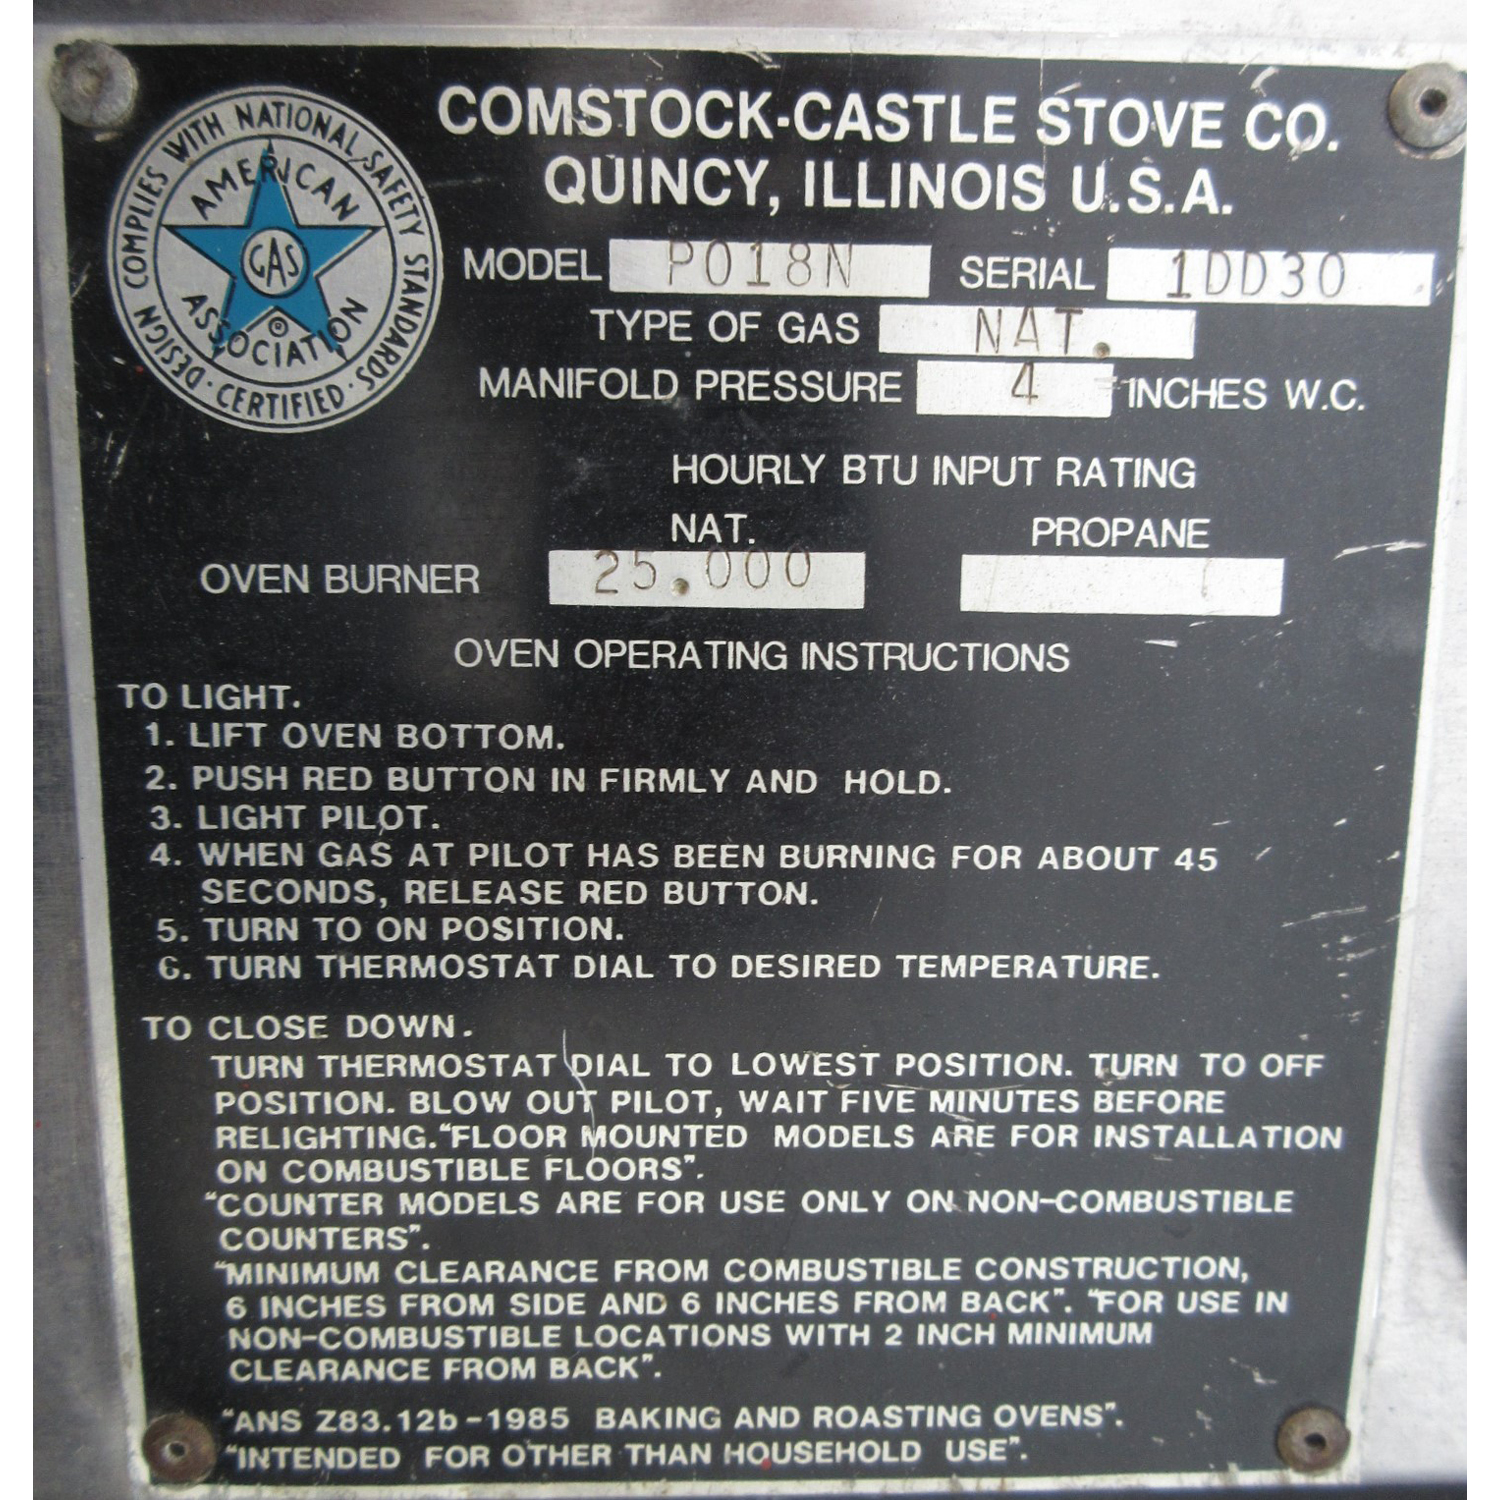 DESIGN COMPLIES WITH NATIONAL SAFETY STANDARDS
· CERTIFIED ·
AMERICAN
GAS
©
ASSOCIATION
COMSTOCK-CASTLE STOVE CO.
QUINCY, ILLINOIS U.S.A.
MODEL PO18N SERIAL 1DD30
TYPE OF GAS NAT.
MANIFOLD PRESSURE 4 INCHES W.C.
HOURLY BTU INPUT RATING
NAT. PROPANE
OVEN BURNER 25.000
OVEN OPERATING INSTRUCTIONS
TO LIGHT.
1. LIFT OVEN BOTTOM.
2. PUSH RED BUTTON IN FIRMLY AND HOLD.
3. LIGHT PILOT.
4. WHEN GAS AT PILOT HAS BEEN BURNING FOR ABOUT 45
SECONDS, RELEASE RED BUTTON.
5. TURN TO ON POSITION.
6. TURN THERMOSTAT DIAL TO DESIRED TEMPERATURE.
TO CLOSE DOWN.
TURN THERMOSTAT DIAL TO LOWEST POSITION. TURN TO OFF
POSITION. BLOW OUT PILOT, WAIT FIVE MINUTES BEFORE
RELIGHTING. "FLOOR MOUNTED MODELS ARE FOR INSTALLATION
ON COMBUSTIBLE FLOORS".
"COUNTER MODELS ARE FOR USE ONLY ON NON-COMBUSTIBLE
COUNTERS".
"MINIMUM CLEARANCE FROM COMBUSTIBLE CONSTRUCTION,
6 INCHES FROM SIDE AND 6 INCHES FROM BACK". "FOR USE IN
NON-COMBUSTIBLE LOCATIONS WITH 2 INCH MINIMUM
CLEARANCE FROM BACK".
"ANS Z83.12b-1985 BAKING AND ROASTING OVENS".
"INTENDED FOR OTHER THAN HOUSEHOLD USE".